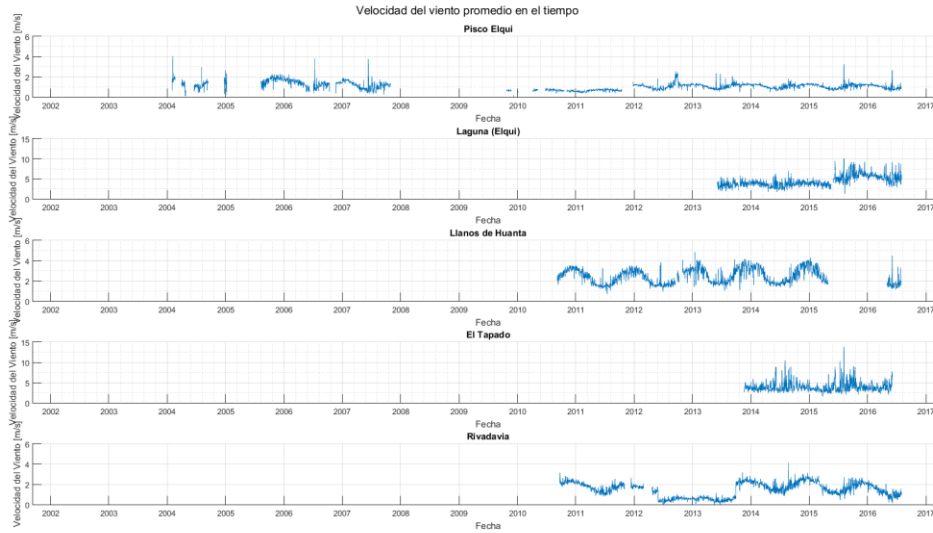 Velocidad del viento promedio en el tiempo
Pisco Elqui
Velocidad del Viento [m/s]
6
4
2
0
2002 2003 2004 2005 2006 2007 2008 2009 2010 2011 2012 2013 2014 2015 2016 2017
Fecha
Laguna (Elqui)
Velocidad del Viento [m/s]
15
10
5
0
2002 2003 2004 2005 2006 2007 2008 2009 2010 2011 2012 2013 2014 2015 2016 2017
Fecha
Llanos de Huanta
Velocidad del Viento [m/s]
6
4
2
0
2002 2003 2004 2005 2006 2007 2008 2009 2010 2011 2012 2013 2014 2015 2016 2017
Fecha
El Tapado
Velocidad del Viento [m/s]
15
10
5
0
2002 2003 2004 2005 2006 2007 2008 2009 2010 2011 2012 2013 2014 2015 2016 2017
Fecha
Rivadavia
Velocidad del Viento [m/s]
6
4
2
0
2002 2003 2004 2005 2006 2007 2008 2009 2010 2011 2012 2013 2014 2015 2016 2017
Fecha